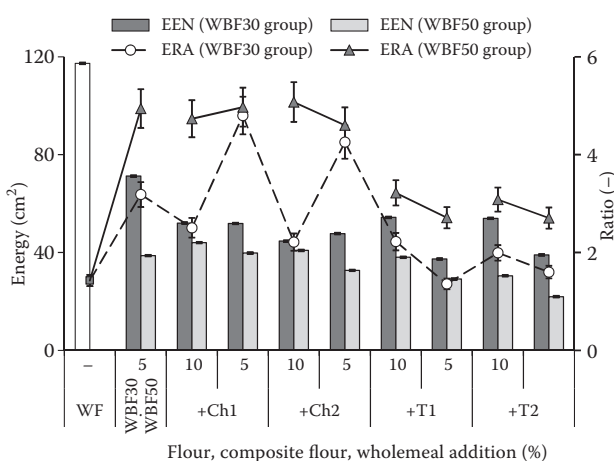 EEN (WBF30 group) EEN (WBF50 group)
ERA (WBF30 group) ERA (WBF50 group)
120 6
80 4
40 2
0 0
Energy (cm²)
Ratio (–)
– 5 10 5 10 5 10 5 10
WF WBF30 WBF50 +Ch1 +Ch2 +T1 +T2
Flour, composite flour, wholemeal addition (%)